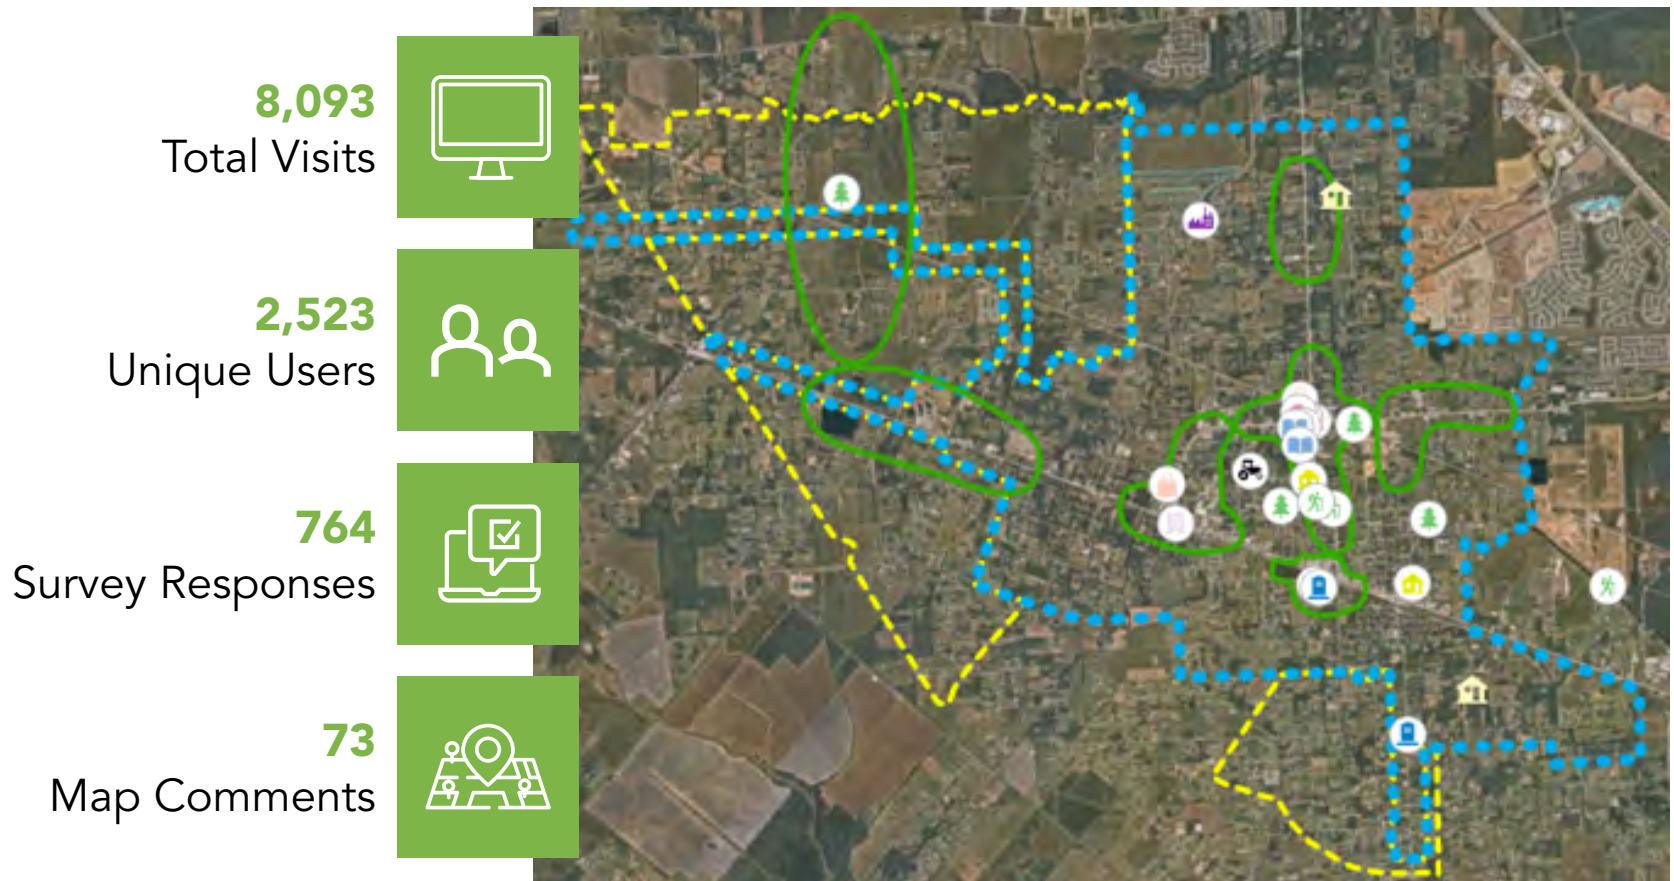 8,093
Total Visits
2,523
Unique Users
764
Survey Responses
73
Map Comments